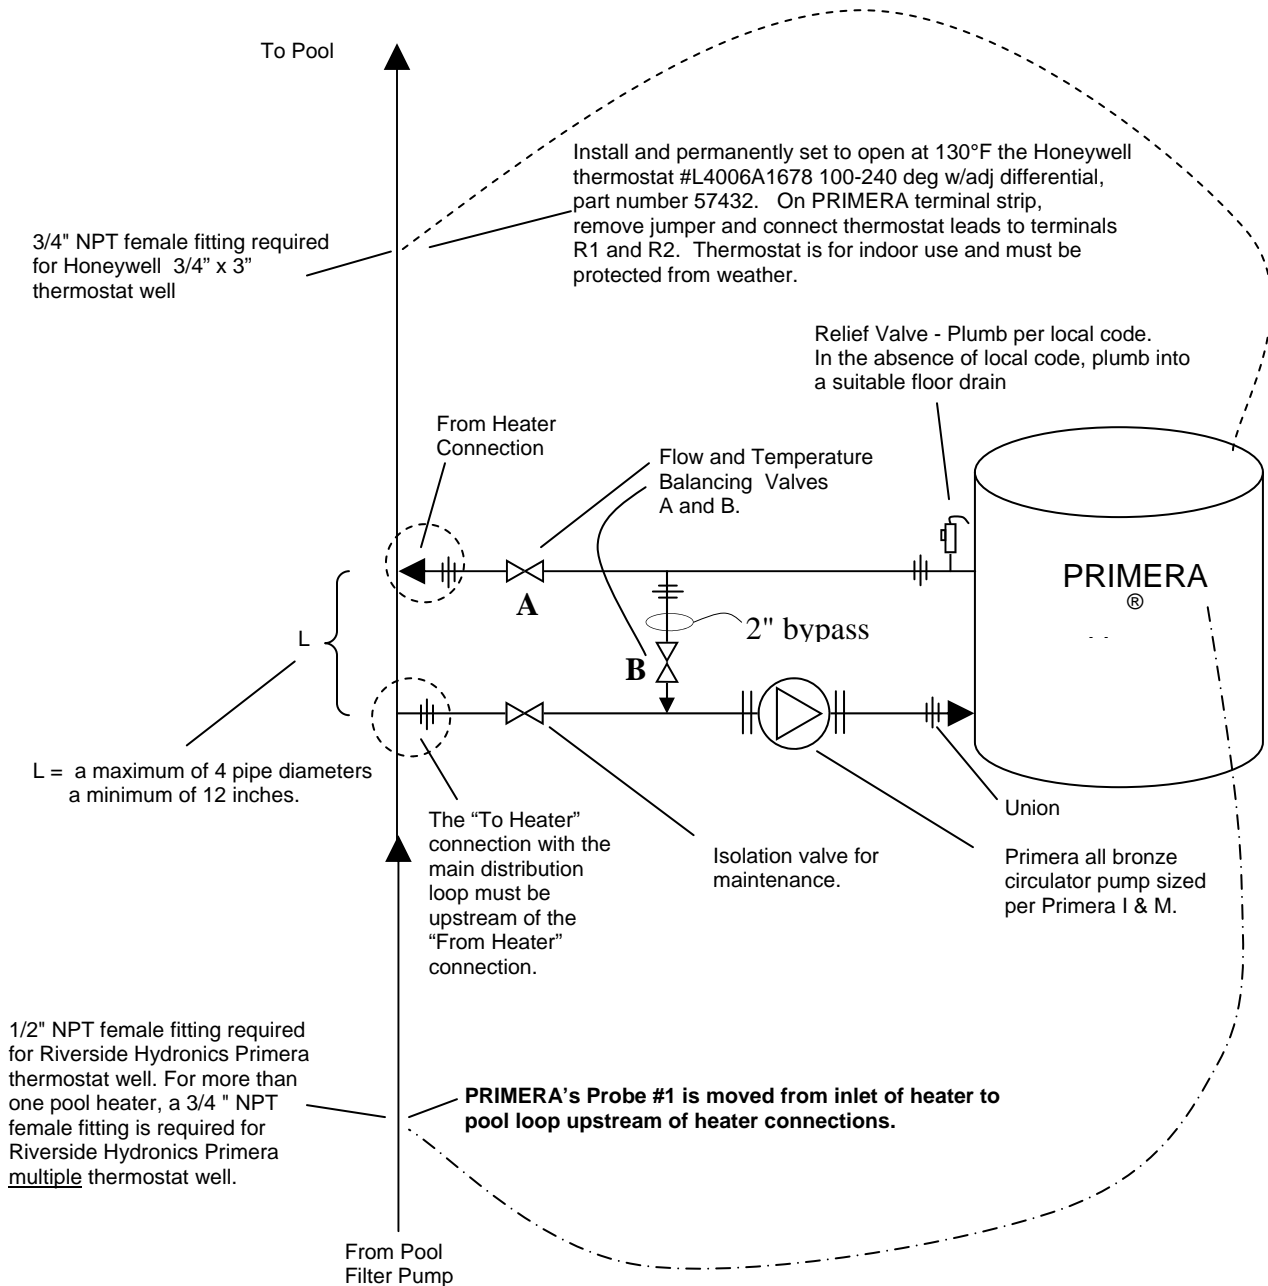 To Pool
Install and permanently set to open at 130°F the Honeywell
thermostat #L4006A1678 100-240 deg w/adj differential,
part number 57432.   On PRIMERA terminal strip,
remove jumper and connect thermostat leads to terminals
R1 and R2.  Thermostat is for indoor use and must be
protected from weather.
3/4" NPT female fitting required
for Honeywell  3/4” x 3”
thermostat well
Relief Valve - Plumb per local code.
In the absence of local code, plumb into
a suitable floor drain
From Heater
Connection
Flow and Temperature
Balancing  Valves
A and B.
PRIMERA
®
A
2" bypass
L
B
L =  a maximum of 4 pipe diameters
a minimum of 12 inches.
The “To Heater”
connection with the
main distribution
loop must be
upstream of the
“From Heater”
connection.
Isolation valve for
maintenance.
Union
Primera all bronze
circulator pump sized
per Primera I & M.
1/2" NPT female fitting required
for Riverside Hydronics Primera
thermostat well. For more than
one pool heater, a 3/4 " NPT
female fitting is required for
Riverside Hydronics Primera
multiple thermostat well.
PRIMERA’s Probe #1 is moved from inlet of heater to
pool loop upstream of heater connections.
From Pool
Filter Pump